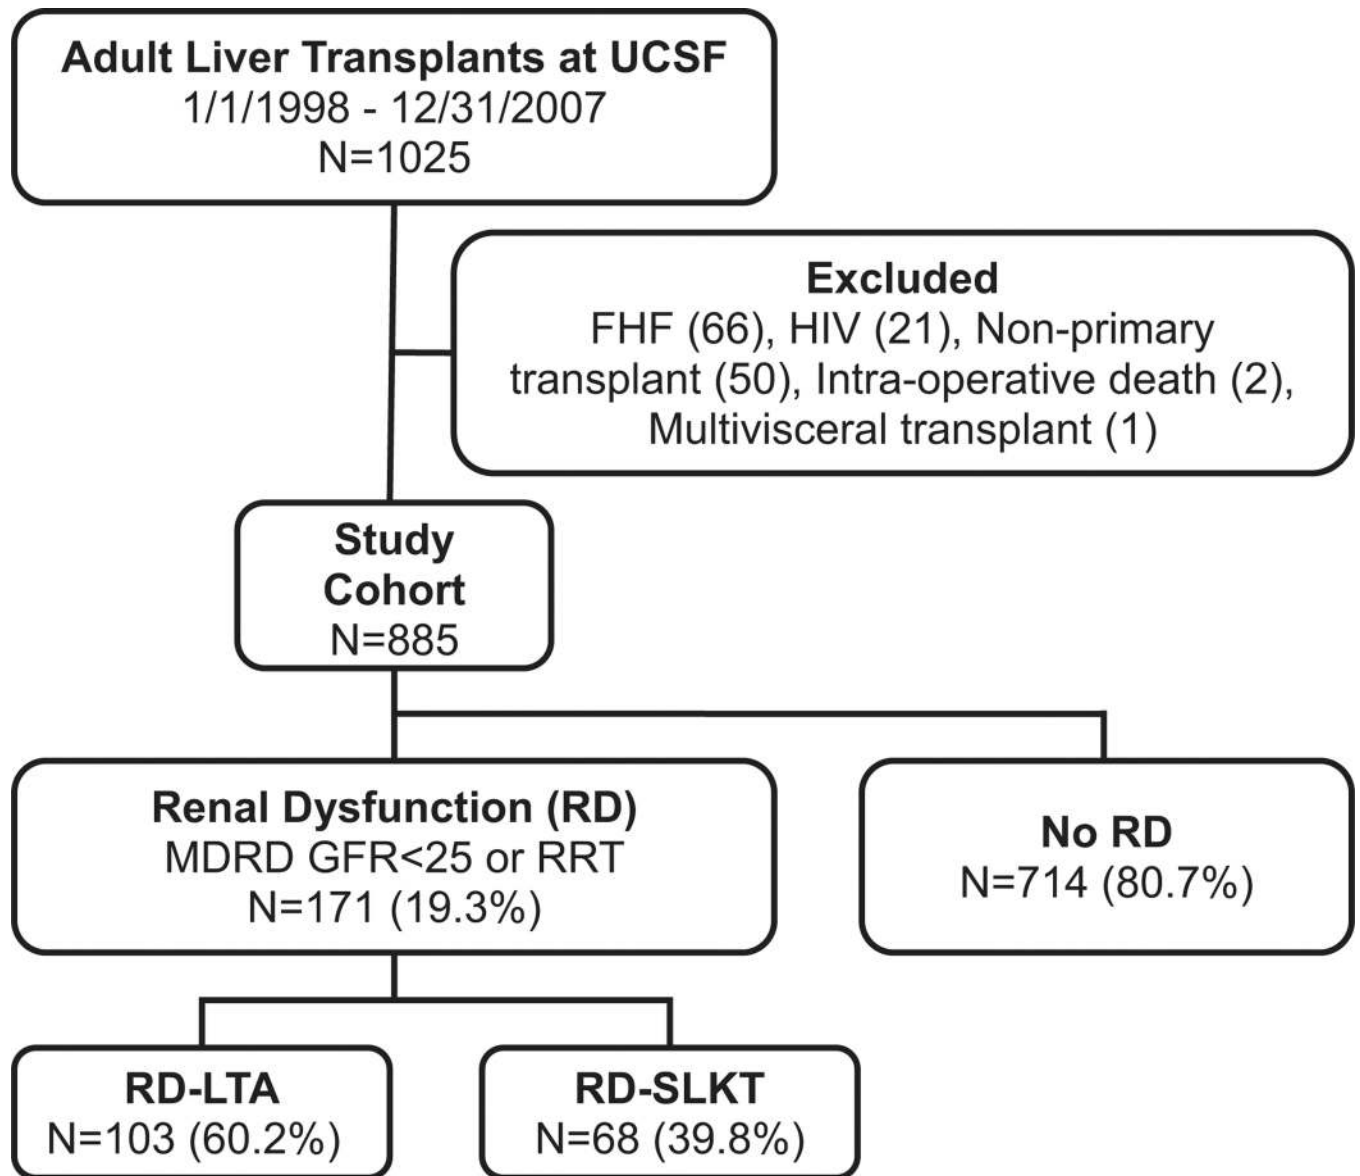 Adult Liver Transplants at UCSF
1/1/1998 - 12/31/2007
N=1025
Excluded
FHF (66), HIV (21), Non-primary
transplant (50), Intra-operative death (2),
Multivisceral transplant (1)
Study
Cohort
N=885
Renal Dysfunction (RD)
MDRD GFR<25 or RRT
N=171 (19.3%)
No RD
N=714 (80.7%)
RD-LTA
N=103 (60.2%)
RD-SLKT
N=68 (39.8%)